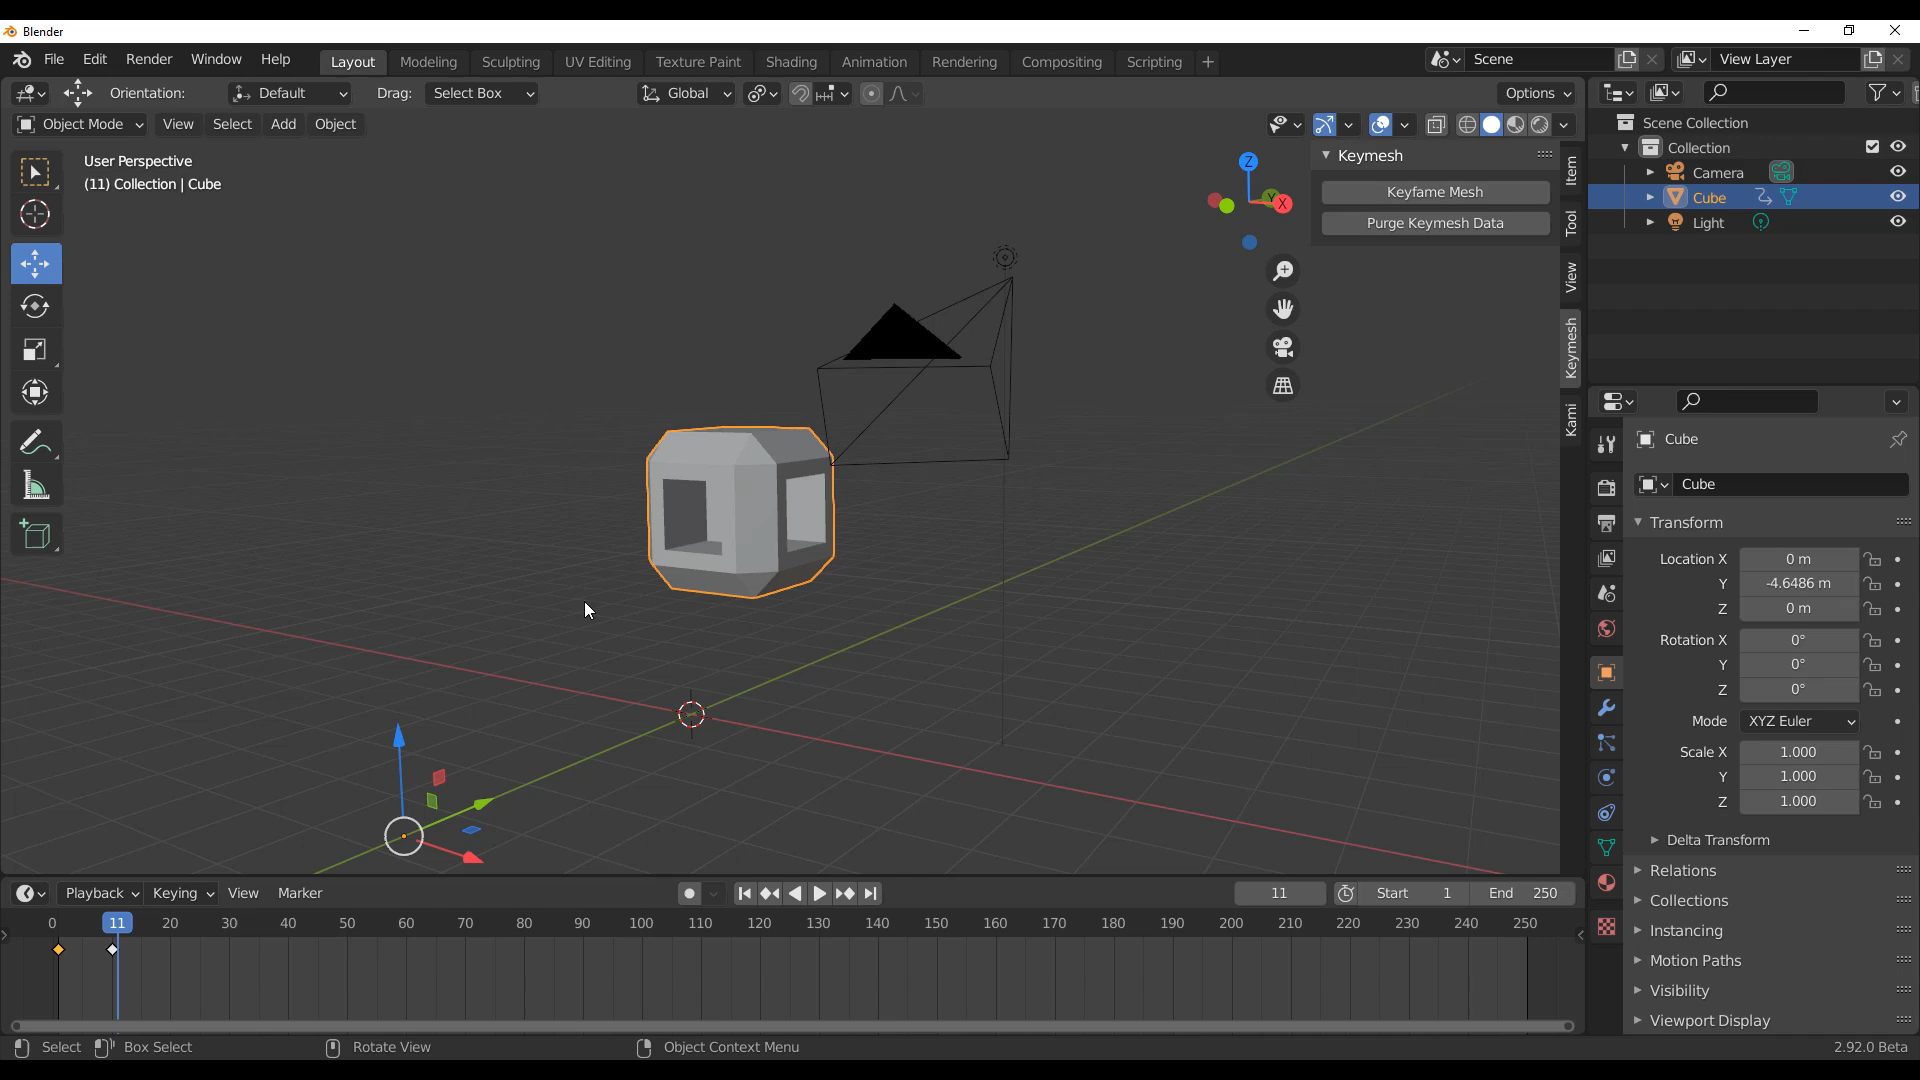 Blender
File Edit Render Window Help Layout Modeling Sculpting UV Editing Texture Paint Shading Animation Rendering Compositing Scripting + Scene View Layer
Orientation: Default Drag: Select Box Global Options
Object Mode View Select Add Object
User Perspective
(11) Collection | Cube
Z
Y
X
Keymesh
Keyfame Mesh
Purge Keymesh Data
Item
Tool
View
Keymesh
Kami
Scene Collection
Collection
Camera
Cube
Light
Cube
Cube
Transform
Location X 0 m
Y -4.6486 m
Z 0 m
Rotation X 0°
Y 0°
Z 0°
Mode XYZ Euler
Scale X 1.000
Y 1.000
Z 1.000
Delta Transform
Relations
Collections
Instancing
Motion Paths
Visibility
Viewport Display
Playback Keying View Marker 11 Start 1 End 250
0 11 20 30 40 50 60 70 80 90 100 110 120 130 140 150 160 170 180 190 200 210 220 230 240 250
Select Box Select Rotate View Object Context Menu 2.92.0 Beta